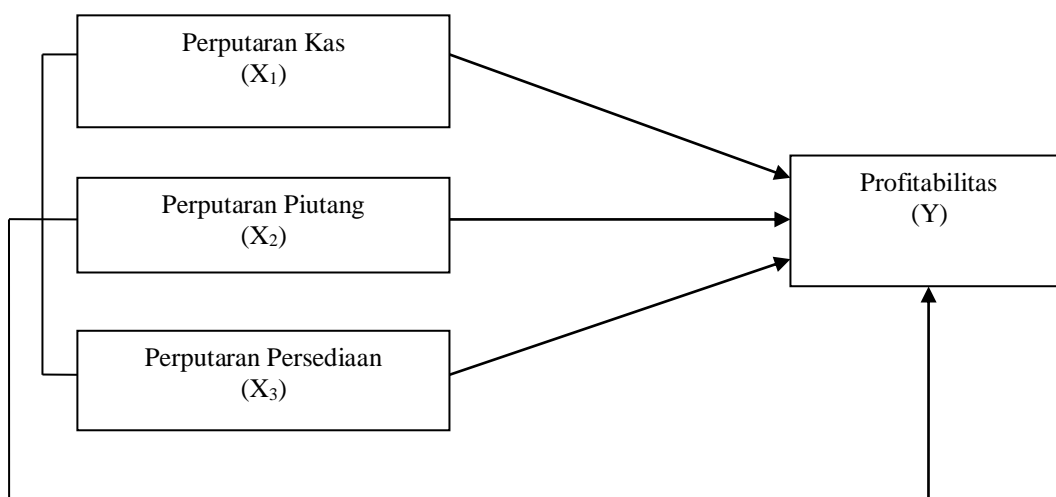 Perputaran Kas
(X₁)
Perputaran Piutang
(X₂)
Perputaran Persediaan
(X₃)
Profitabilitas
(Y)